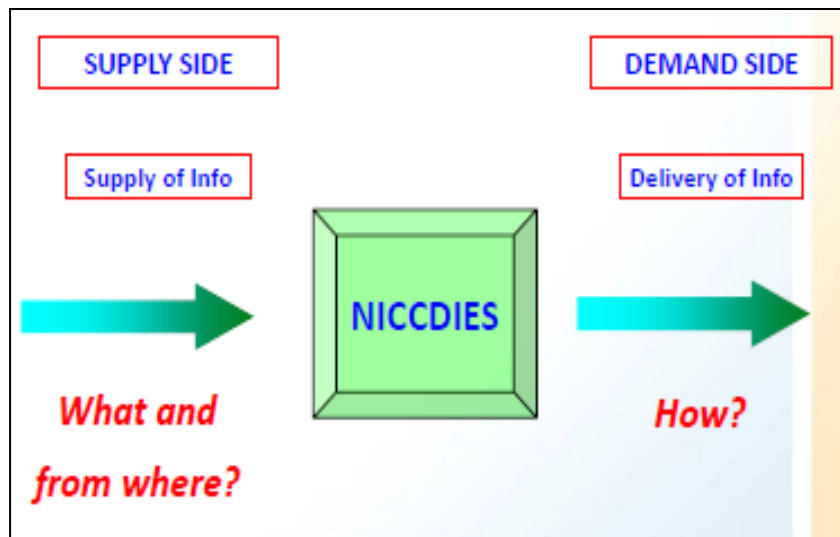 SUPPLY SIDE
DEMAND SIDE
Supply of Info
Delivery of Info
NICCDIES
What and
from where?
How?